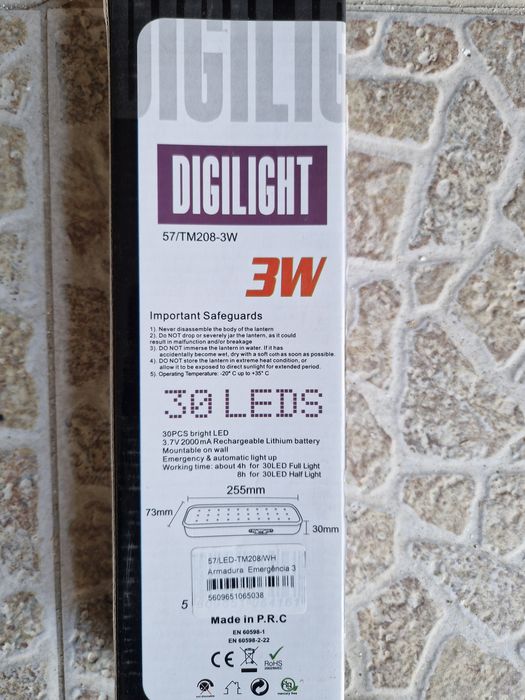 DIGILIGHT
DIGILIGHT
57/TM208-3W
3W
Important Safeguards
1). Never disassemble the body of the lantern
2). Do NOT drop or severely jar the lantern, as it could
result in malfunction and/or breakage
3). DO NOT immerse the lantern in water. If it has
accidentally become wet, dry with a soft coth as soon as possible.
4). DO NOT store the lantern in extreme heat condition, or
allow it to be exposed to direct sunlight for extended period.
5). Operating Temperature: -20° C up to +35° C
30 LEDS
30PCS bright LED
3.7V 2000mA Rechargeable Lithium battery
Mountable on wall
Emergency & automatic light up
Working time: about 4h for 30LED Full Light
8h for 30LED Half Light
255mm
73mm
30mm
57/LED-TM208/WH
Armadura Emergência 3
5609651065038
5
Made in P.R.C
EN 60598-1
EN 60598-2-22
CE
RoHS